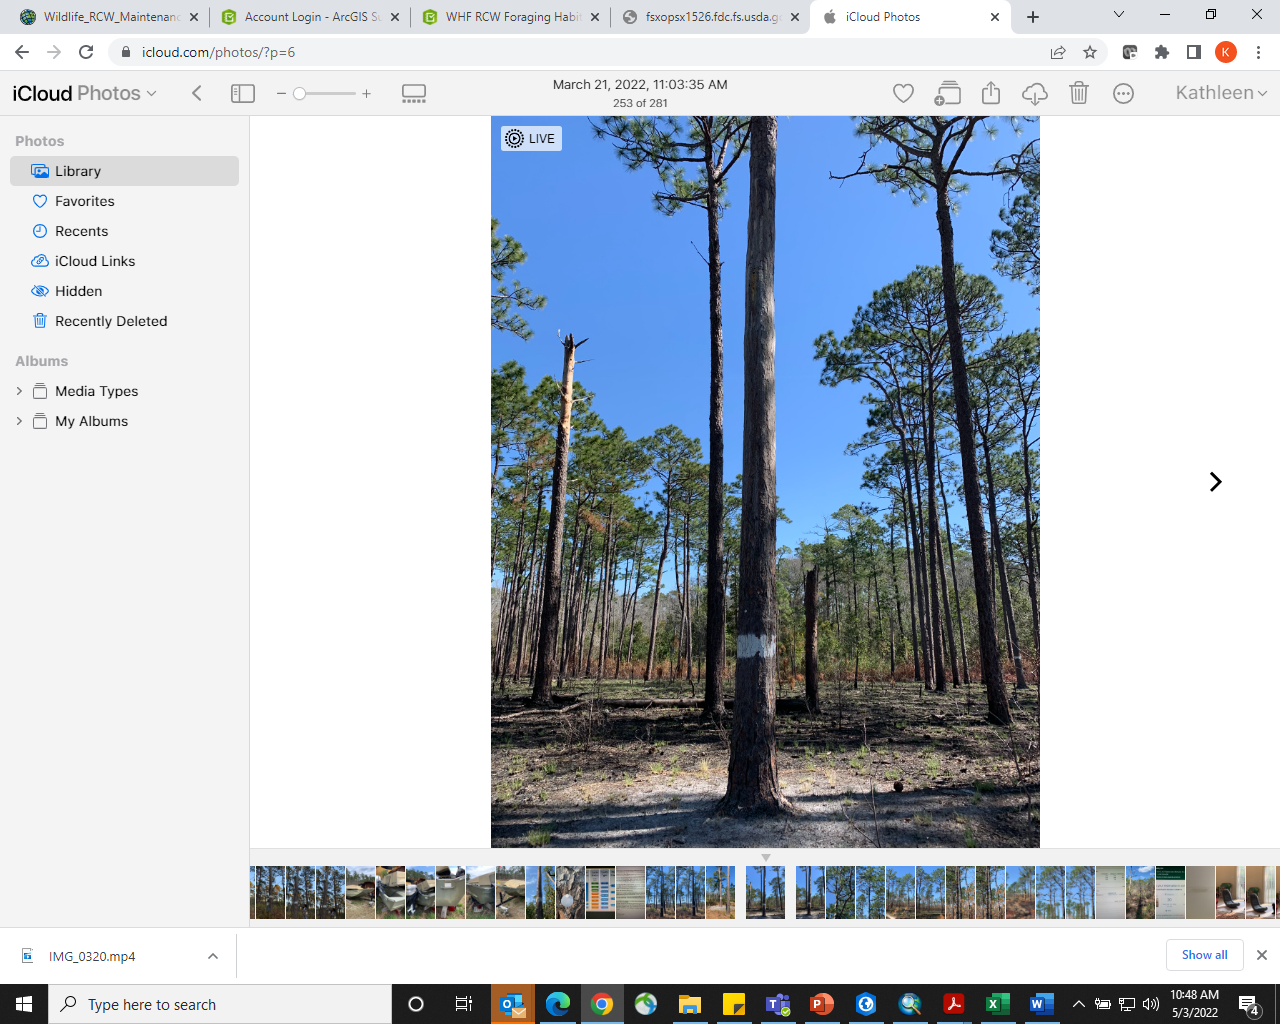 Wildlife_RCW_Maintenanc
Account Login - ArcGIS Su
WHF RCW Foraging Habi
fsxopsx1526.fdc.fs.usda.g
iCloud Photos
icloud.com/photos/?p=6
K
iCloud Photos
March 21, 2022, 11:03:35 AM
253 of 281
Kathleen
Photos
Library
Favorites
Recents
iCloud Links
Hidden
Recently Deleted
Albums
Media Types
My Albums
LIVE
IMG_0320.mp4
Show all
Type here to search
10:48 AM
5/3/2022
4